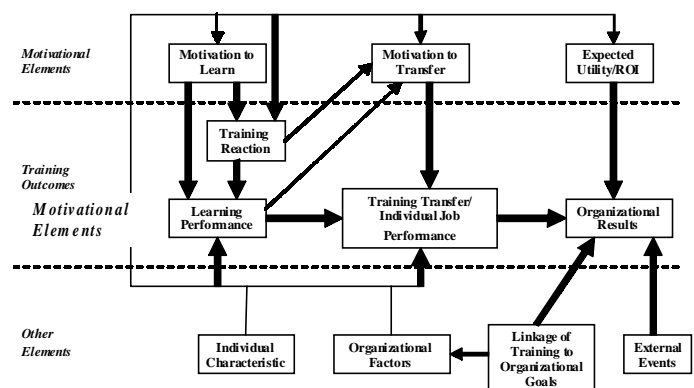 Motivational
Elements
Motivation to
Learn
Motivation to
Transfer
Expected
Utility/ROI
Training
Reaction
Training
Outcomes
Motivational
Elements
Learning
Performance
Training Transfer/
Individual Job
Performance
Organizational
Results
Other
Elements
Individual
Characteristic
Organizational
Factors
Linkage of
Training to
Organizational
Goals
External
Events